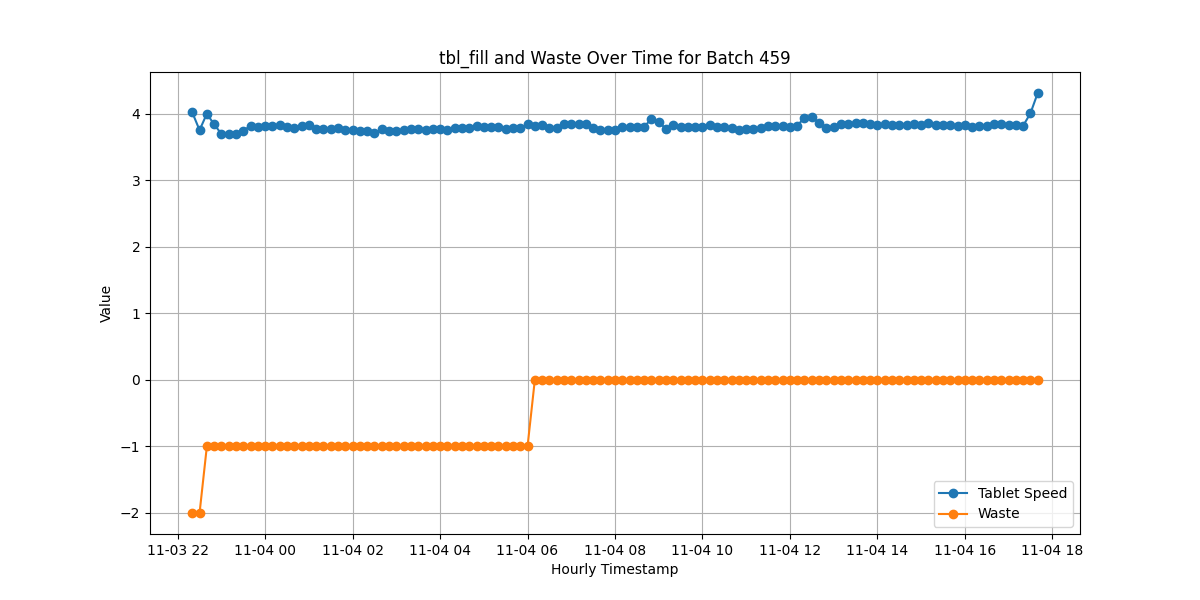 tbl_fill and Waste Over Time for Batch 459
Value
4
3
2
1
0
−1
−2
Tablet Speed
Waste
11-03 22 11-04 00 11-04 02 11-04 04 11-04 06 11-04 08 11-04 10 11-04 12 11-04 14 11-04 16 11-04 18
Hourly Timestamp